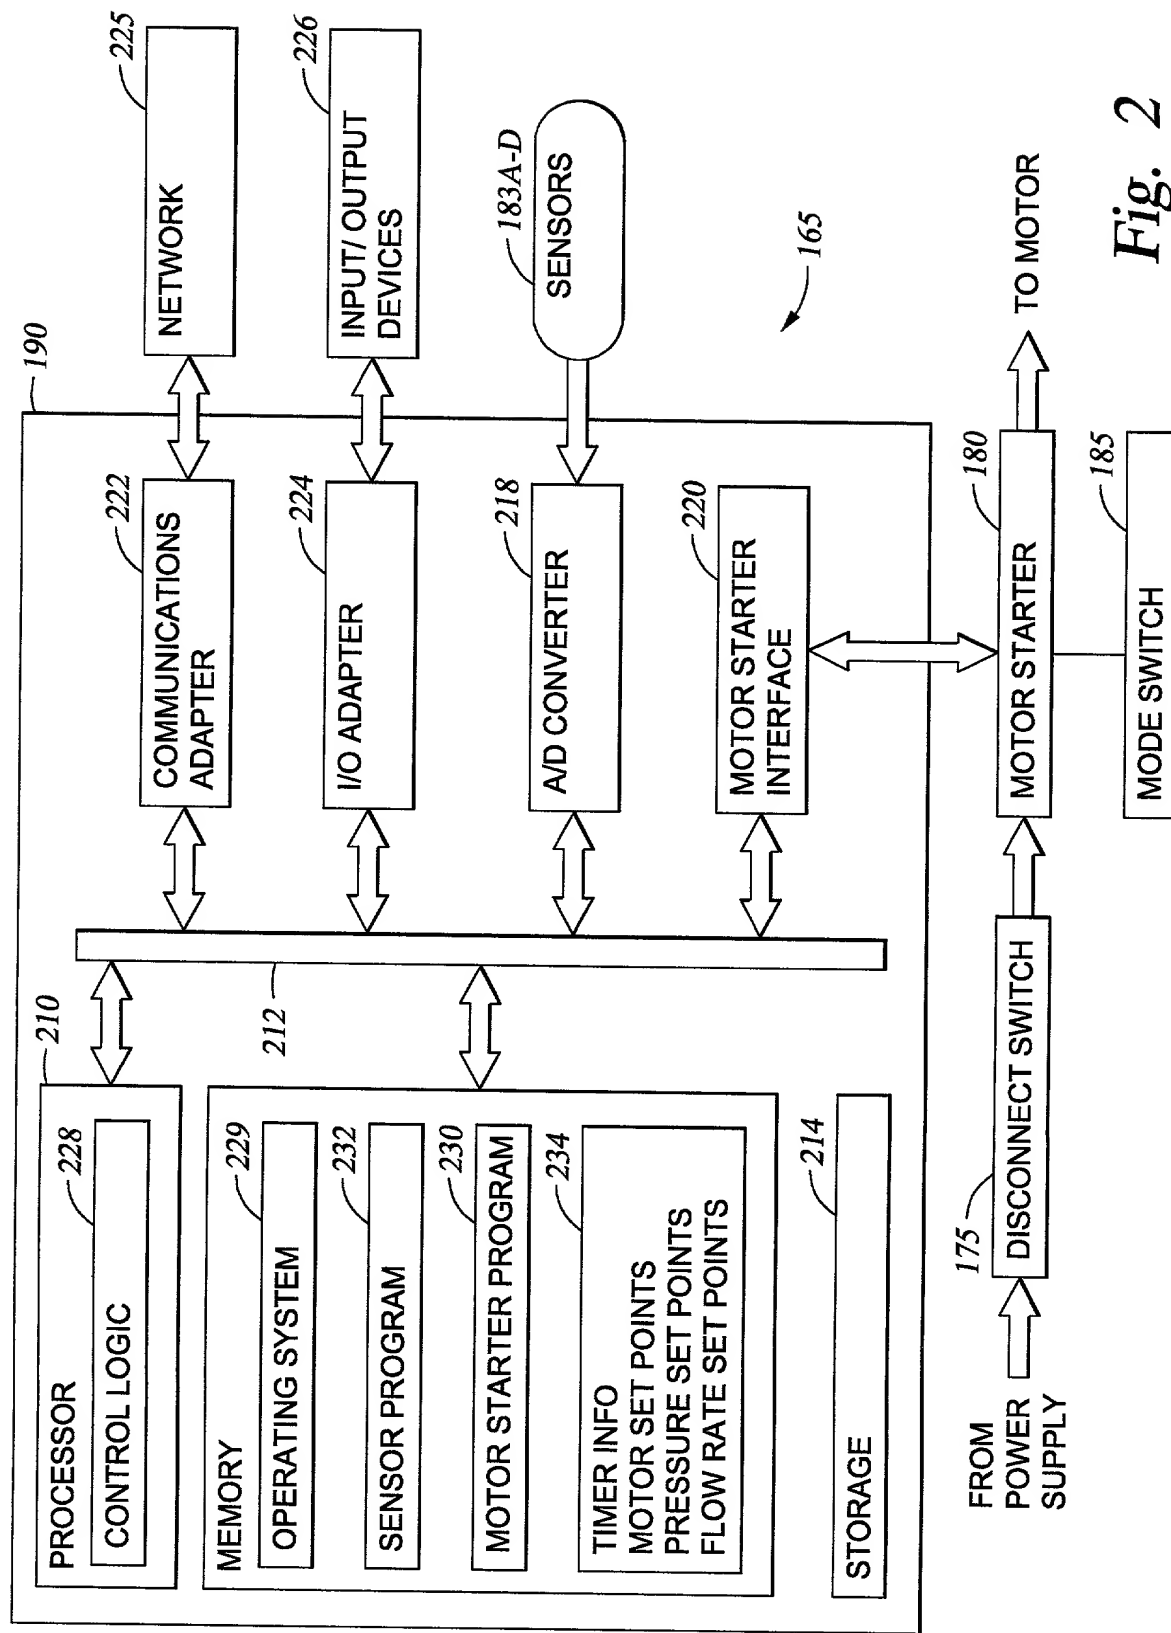 190
PROCESSOR
210
CONTROL LOGIC
228
MEMORY
OPERATING SYSTEM
229
SENSOR PROGRAM
232
MOTOR STARTER PROGRAM
230
TIMER INFO
MOTOR SET POINTS
PRESSURE SET POINTS
FLOW RATE SET POINTS
234
STORAGE
214
212
COMMUNICATIONS
ADAPTER
222
I/O ADAPTER
224
A/D CONVERTER
218
MOTOR STARTER
INTERFACE
220
NETWORK
225
INPUT/ OUTPUT
DEVICES
226
SENSORS
183A-D
165
FROM
POWER
SUPPLY
175
DISCONNECT SWITCH
MOTOR STARTER
180
TO MOTOR
MODE SWITCH
185
Fig. 2